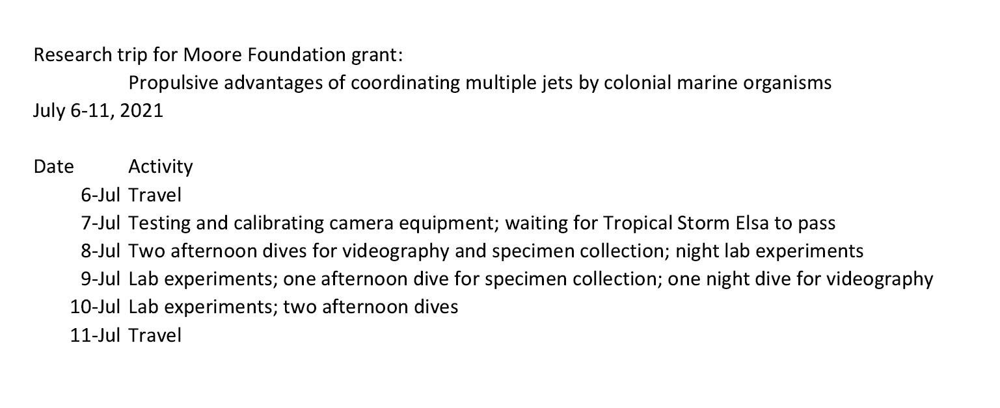 Research trip for Moore Foundation grant:
Propulsive advantages of coordinating multiple jets by colonial marine organisms
July 6-11, 2021
Date Activity
6-Jul Travel
7-Jul Testing and calibrating camera equipment; waiting for Tropical Storm Elsa to pass
8-Jul Two afternoon dives for videography and specimen collection; night lab experiments
9-Jul Lab experiments; one afternoon dive for specimen collection; one night dive for videography
10-Jul Lab experiments; two afternoon dives
11-Jul Travel